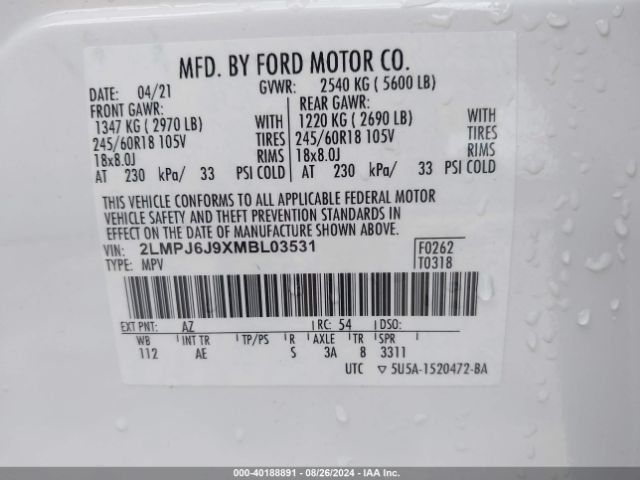 MFD. BY FORD MOTOR CO.
DATE: 04/21 GVWR: 2540 KG ( 5600 LB)
FRONT GAWR: REAR GAWR:
1347 KG ( 2970 LB) WITH 1220 KG ( 2690 LB) WITH
245/60R18 105V TIRES 245/60R18 105V TIRES
18x8.0J RIMS 18x8.0J RIMS
AT 230 kPa/ 33 PSI COLD AT 230 kPa/ 33 PSI COLD
THIS VEHICLE CONFORMS TO ALL APPLICABLE FEDERAL MOTOR
VEHICLE SAFETY AND THEFT PREVENTION STANDARDS IN
EFFECT ON THE DATE OF MANUFACTURE SHOWN ABOVE.
VIN: 2LMPJ6J9XMBL03531 F0262
TYPE: MPV T0318
EXT PNT: AZ RC: 54 DSO:
WB INT TR TP/PS R AXLE TR SPR
112 AE S 3A 8 3311
UTC ▽ 5U5A-1520472-BA
000-40188891 - 08/26/2024 - IAA, Inc.